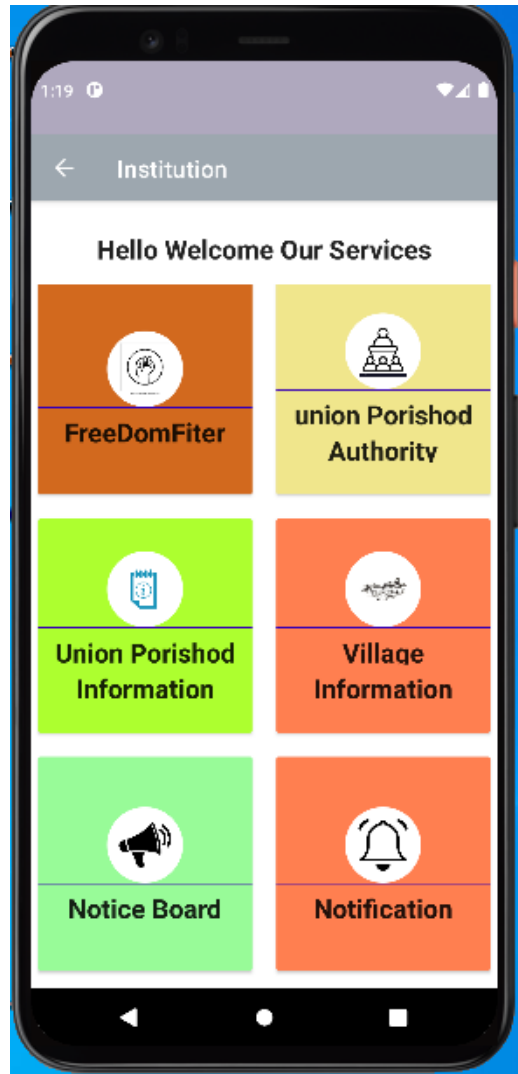 1:19
Institution
Hello Welcome Our Services
FreeDomFiter
union Porishod
Authority
Union Porishod
Information
Village
Information
Notice Board
Notification